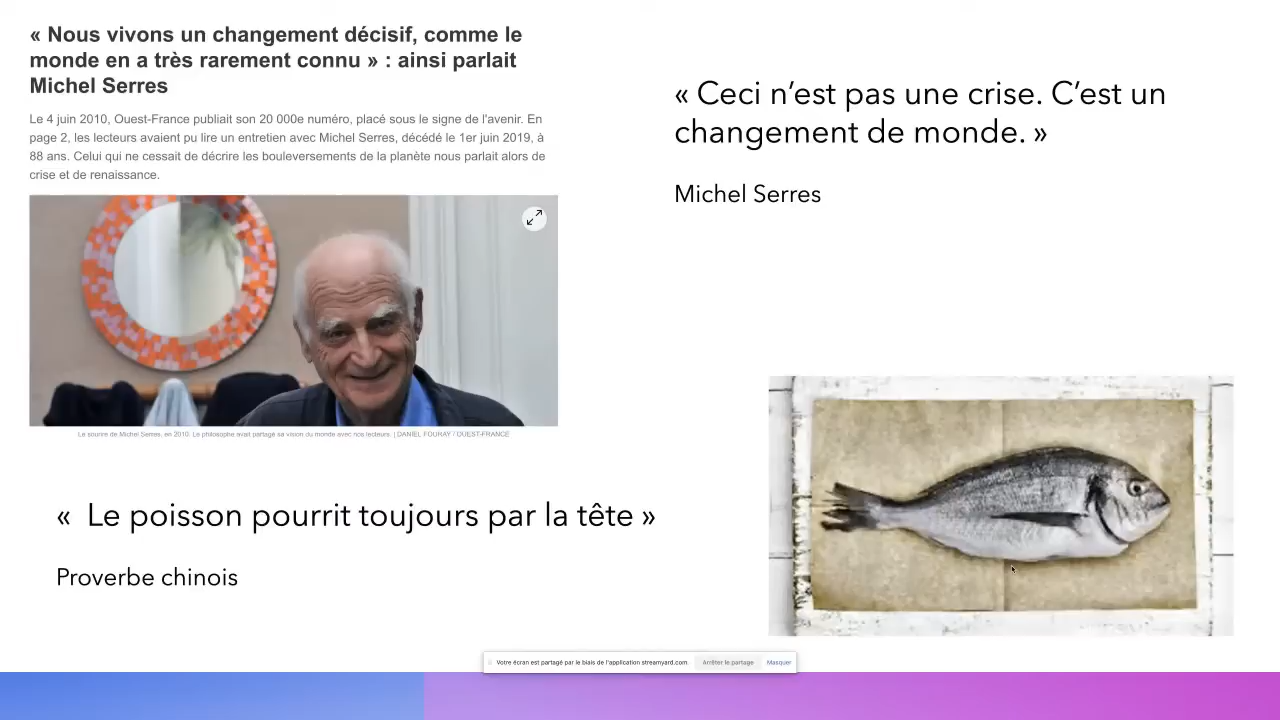 « Nous vivons un changement décisif, comme le
monde en a très rarement connu » : ainsi parlait
Michel Serres
Le 4 juin 2010, Ouest-France publiait son 20 000e numéro, placé sous le signe de l'avenir. En
page 2, les lecteurs avaient pu lire un entretien avec Michel Serres, décédé le 1er juin 2019, à
88 ans. Celui qui ne cessait de décrire les bouleversements de la planète nous parlait alors de
crise et de renaissance.
Le sourire de Michel Serres, en 2010. Le philosophe avait partagé sa vision du monde avec nos lecteurs. | DANIEL FOURAY / OUEST-FRANCE
« Ceci n’est pas une crise. C’est un
changement de monde. »
Michel Serres
« Le poisson pourrit toujours par la tête »
Proverbe chinois
Votre écran est partagé par le biais de l'application streamyard.com.
Arrêter le partage
Masquer